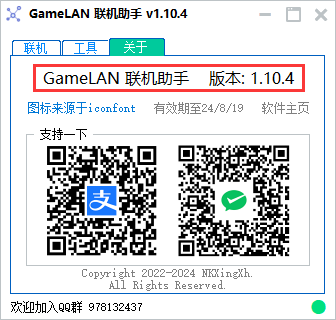 GameLAN 联机助手 v1.10.4
联机 工具 关于
GameLAN 联机助手 版本: 1.10.4
图标来源于iconfont 有效期至24/8/19 软件主页
支持一下
支
Copyright 2022-2024 NKXingXh.
All Rights Reserved.
欢迎加入QQ群 978132437